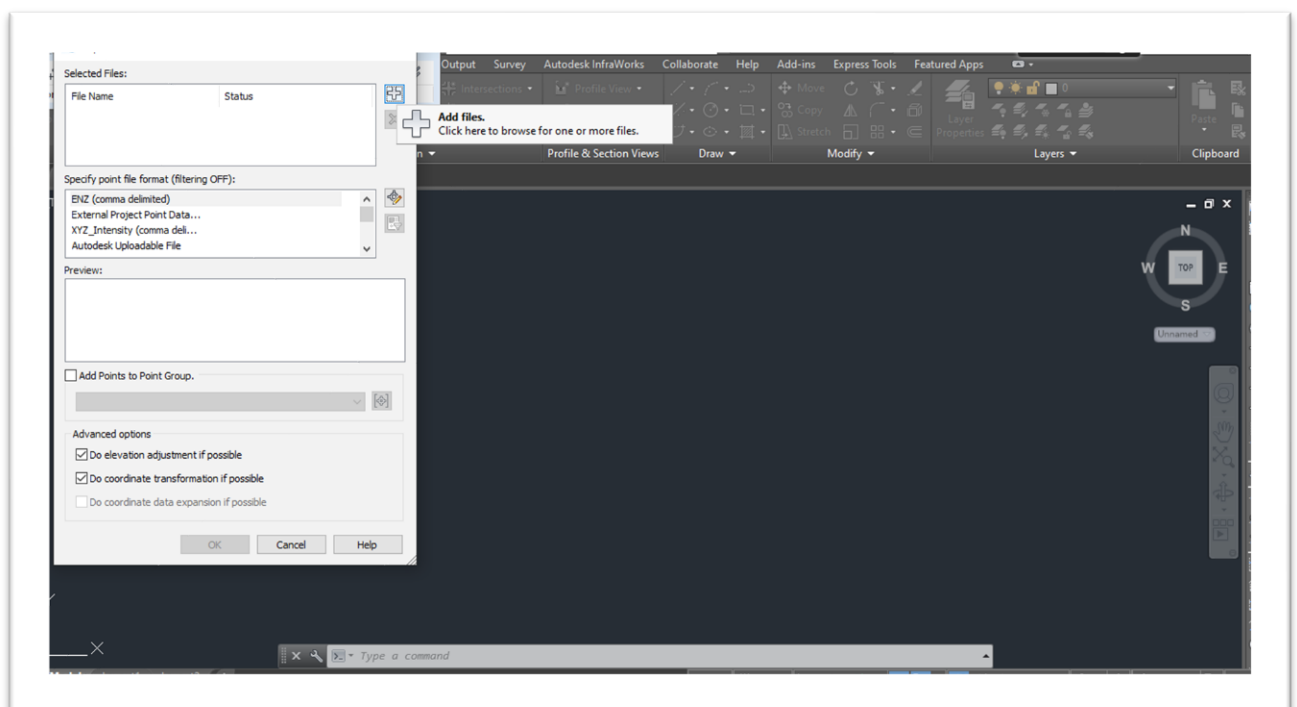 Selected Files:
File Name Status
Add files.
Click here to browse for one or more files.
Specify point file format (filtering OFF):
ENZ (comma delimited)
External Project Point Data...
XYZ_Intensity (comma deli...
Autodesk Uploadable File
Preview:
Add Points to Point Group.
Advanced options
Do elevation adjustment if possible
Do coordinate transformation if possible
Do coordinate data expansion if possible
OK Cancel Help
Output Survey Autodesk InfraWorks Collaborate Help Add-ins Express Tools Featured Apps
Intersections Profile View Move 0
Copy Layer Paste
Stretch Properties
Profile & Section Views Draw Modify Layers Clipboard
N
W TOP E
S
Unnamed
X
Type a command